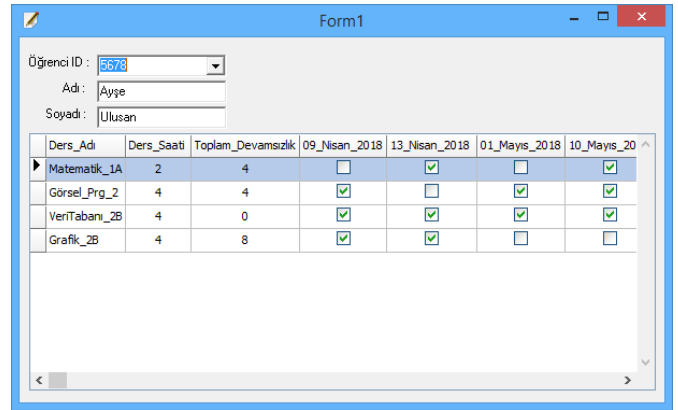 Form1
Öğrenci ID : 5678
Adı : Ayşe
Soyadı : Ulusan
Ders_Adı Ders_Saati Toplam_Devamsızlık 09_Nisan_2018 13_Nisan_2018 01_Mayıs_2018 10_Mayıs_20
Matematik_1A 2 4
Görsel_Prg_2 4 4
VeriTabanı_2B 4 0
Grafik_2B 4 8